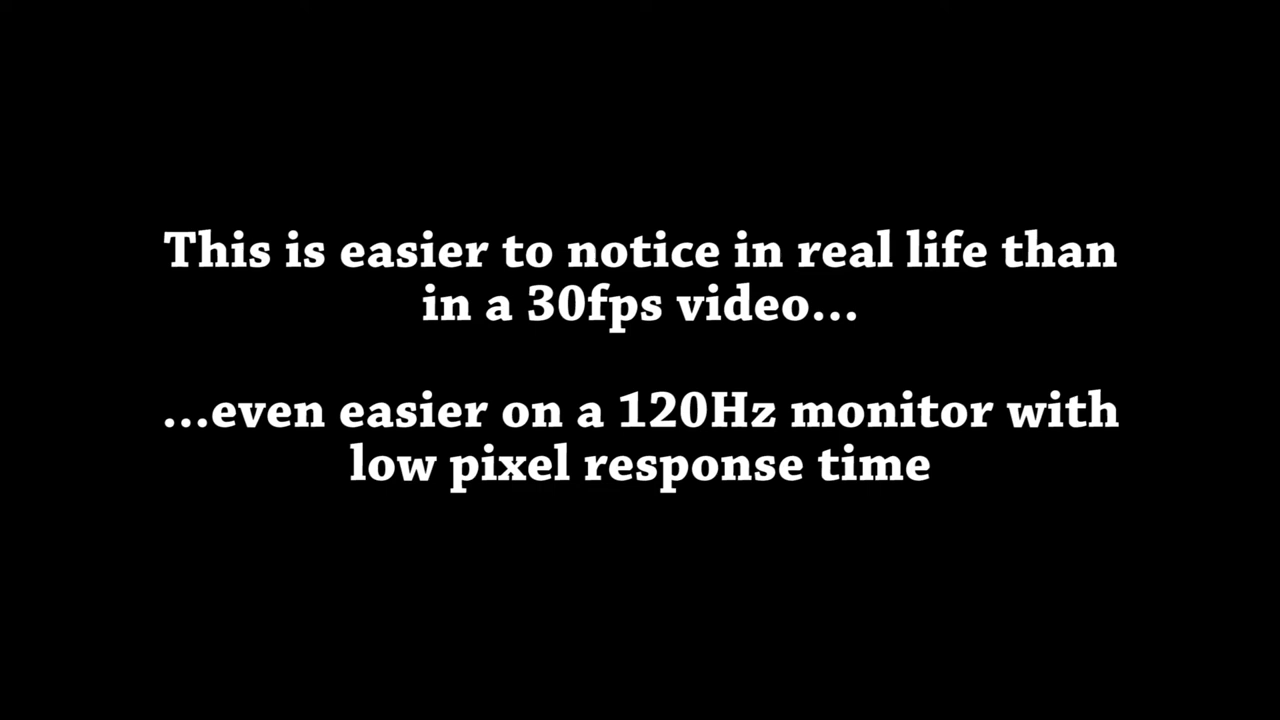 This is easier to notice in real life than
in a 30fps video...
...even easier on a 120Hz monitor with
low pixel response time